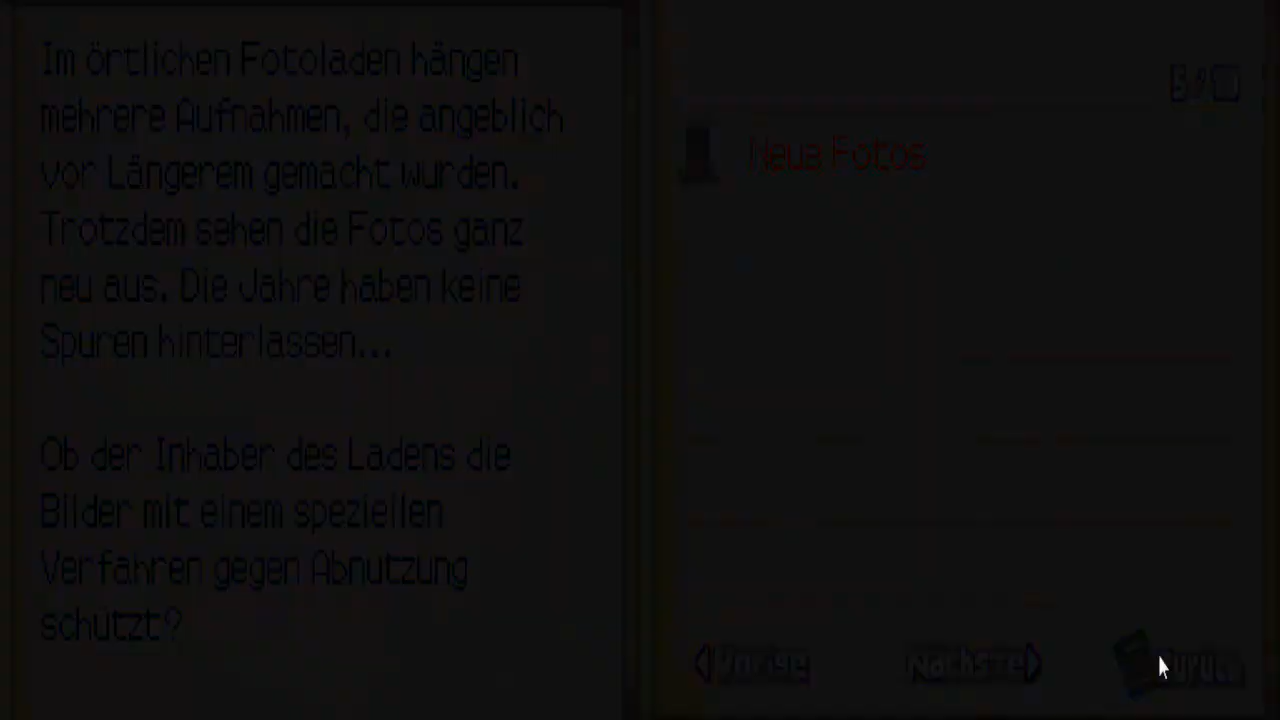 Im örtlichen Fotoladen hängen
mehrere Aufnahmen, die angeblich
vor Längerem gemacht wurden.
Trotzdem sehen die Fotos ganz
neu aus. Die Jahre haben keine
Spuren hinterlassen...
Ob der Inhaber des Ladens die
Bilder mit einem speziellen
Verfahren gegen Abnutzung
schützt?
Neue Fotos
Vorige
Nächste
Zurück